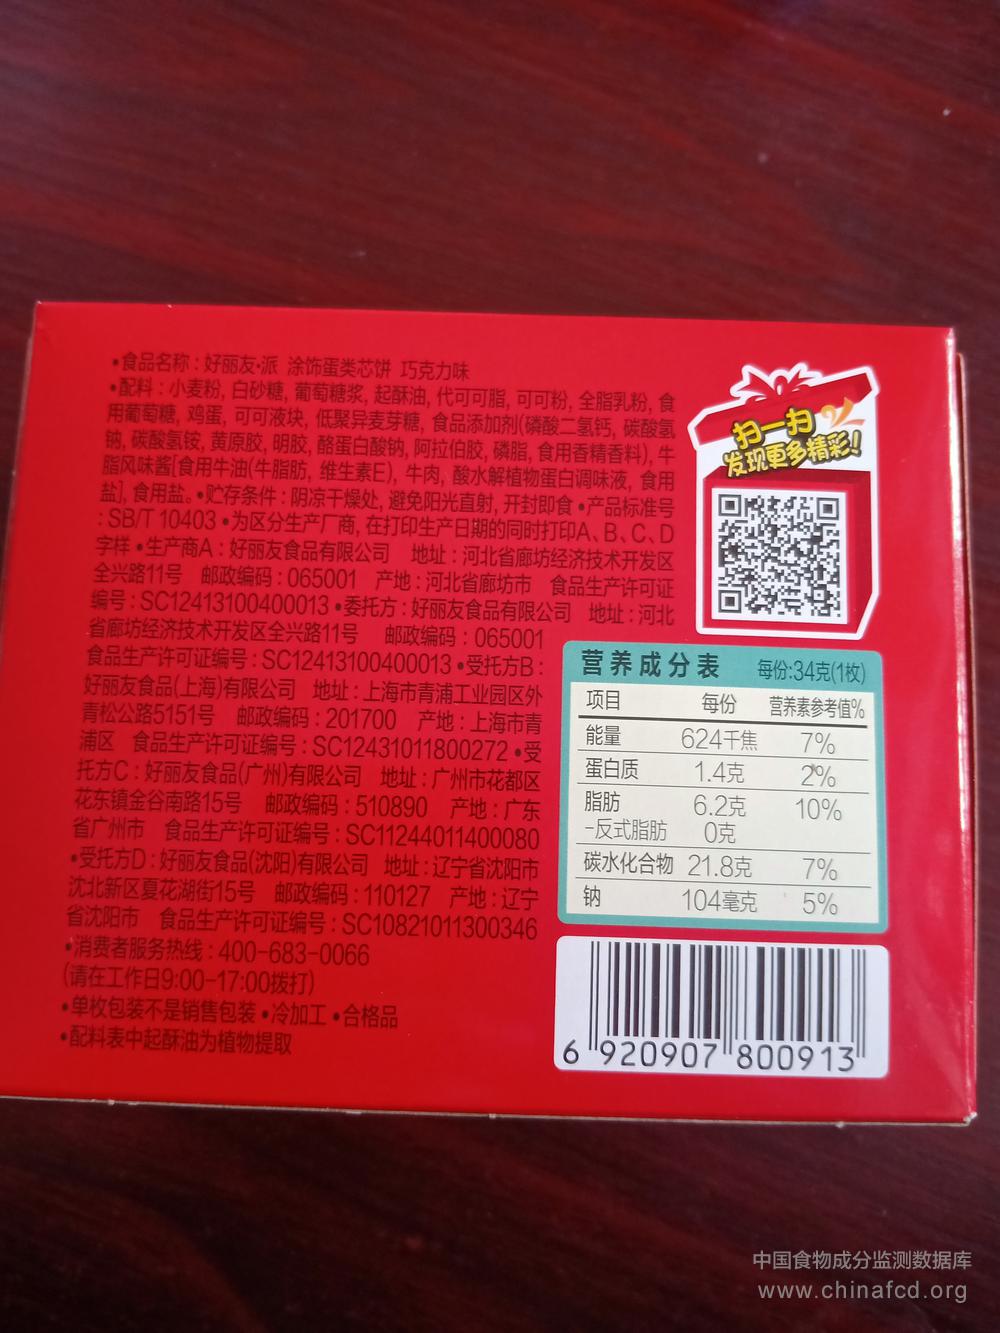 •食品名称：好丽友•派 涂饰蛋类芯饼 巧克力味
•配料：小麦粉, 白砂糖, 葡萄糖浆, 起酥油, 代可可脂, 可可粉, 全脂乳粉, 食
用葡萄糖, 鸡蛋, 可可液块, 低聚异麦芽糖, 食品添加剂(磷酸二氢钙, 碳酸氢
钠, 碳酸氢铵, 黄原胶, 明胶, 酪蛋白酸钠, 阿拉伯胶, 磷脂, 食用香精香料), 牛
脂风味酱[食用牛油(牛脂肪, 维生素E), 牛肉, 酸水解植物蛋白调味液, 食用
盐], 食用盐。•贮存条件：阴凉干燥处, 避免阳光直射, 开封即食 •产品标准号
：SB/T 10403 •为区分生产厂商, 在打印生产日期的同时打印A、B、C、D
字样 •生产商A：好丽友食品有限公司 地址：河北省廊坊经济技术开发区
全兴路11号 邮政编码：065001 产地：河北省廊坊市 食品生产许可证
编号：SC12413100400013 •委托方：好丽友食品有限公司 地址：河北
省廊坊经济技术开发区全兴路11号 邮政编码：065001
食品生产许可证编号：SC12413100400013 •受托方B：
好丽友食品(上海)有限公司 地址：上海市青浦工业园区外
青松公路5151号 邮政编码：201700 产地：上海市青
浦区 食品生产许可证编号：SC12431011800272 •受
托方C：好丽友食品(广州)有限公司 地址：广州市花都区
花东镇金谷南路15号 邮政编码：510890 产地：广东
省广州市 食品生产许可证编号：SC11244011400080
•受托方D：好丽友食品(沈阳)有限公司 地址：辽宁省沈阳市
沈北新区夏花湖街15号 邮政编码：110127 产地：辽宁
省沈阳市 食品生产许可证编号：SC10821011300346
•消费者服务热线：400-683-0066
(请在工作日9:00-17:00拨打)
•单枚包装不是销售包装 •冷加工 •合格品
•配料表中起酥油为植物提取
扫一扫
发现更多精彩！
营养成分表 每份:34克(1枚)
项目 每份 营养素参考值%
能量 624千焦 7%
蛋白质 1.4克 2%
脂肪 6.2克 10%
-反式脂肪 0克
碳水化合物 21.8克 7%
钠 104毫克 5%
6 920907 800913
中国食物成分监测数据库
www.chinafcd.org